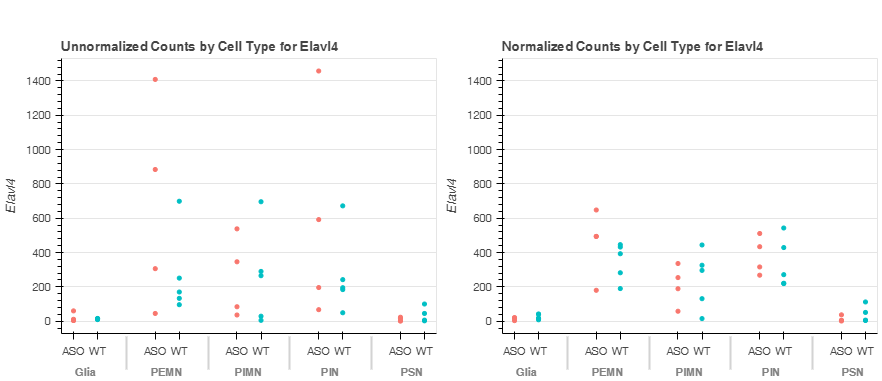 Unnormalized Counts by Cell Type for Elavl4
Elavl4
1400
1200
1000
800
600
400
200
0
ASO WT ASO WT ASO WT ASO WT ASO WT
Glia PEMN PIMN PIN PSN
Normalized Counts by Cell Type for Elavl4
Elavl4
1400
1200
1000
800
600
400
200
0
ASO WT ASO WT ASO WT ASO WT ASO WT
Glia PEMN PIMN PIN PSN